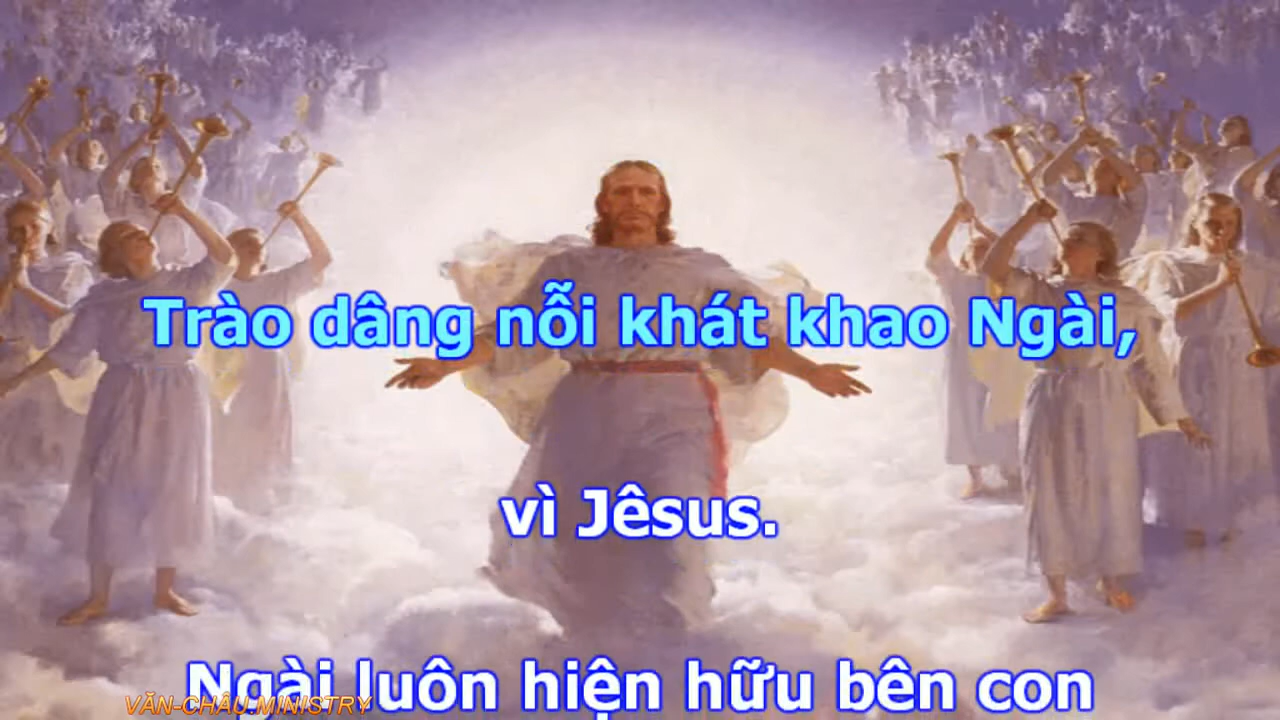 Trào dâng nỗi khát khao Ngài,
vì Jêsus.
Ngài luôn hiện hữu bên con
VĂN-CHÂU MINISTRY